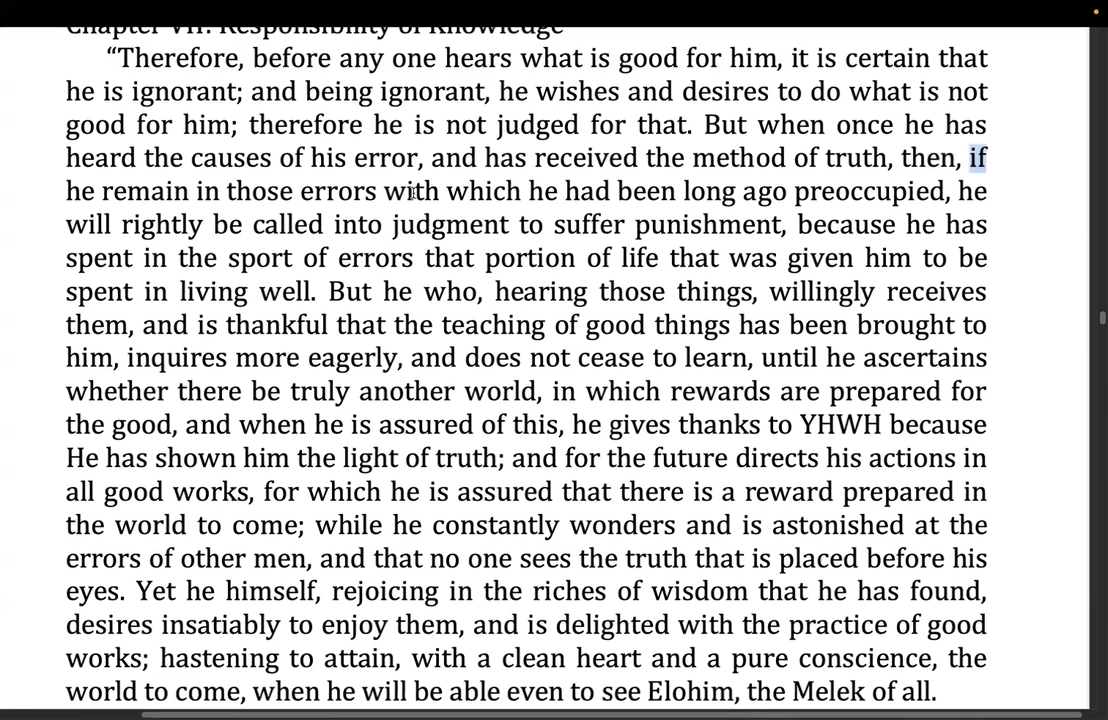 Chapter VII: Responsibility of Knowledge
“Therefore, before any one hears what is good for him, it is certain that
he is ignorant; and being ignorant, he wishes and desires to do what is not
good for him; therefore he is not judged for that. But when once he has
heard the causes of his error, and has received the method of truth, then, if
he remain in those errors with which he had been long ago preoccupied, he
will rightly be called into judgment to suffer punishment, because he has
spent in the sport of errors that portion of life that was given him to be
spent in living well. But he who, hearing those things, willingly receives
them, and is thankful that the teaching of good things has been brought to
him, inquires more eagerly, and does not cease to learn, until he ascertains
whether there be truly another world, in which rewards are prepared for
the good, and when he is assured of this, he gives thanks to YHWH because
He has shown him the light of truth; and for the future directs his actions in
all good works, for which he is assured that there is a reward prepared in
the world to come; while he constantly wonders and is astonished at the
errors of other men, and that no one sees the truth that is placed before his
eyes. Yet he himself, rejoicing in the riches of wisdom that he has found,
desires insatiably to enjoy them, and is delighted with the practice of good
works; hastening to attain, with a clean heart and a pure conscience, the
world to come, when he will be able even to see Elohim, the Melek of all.